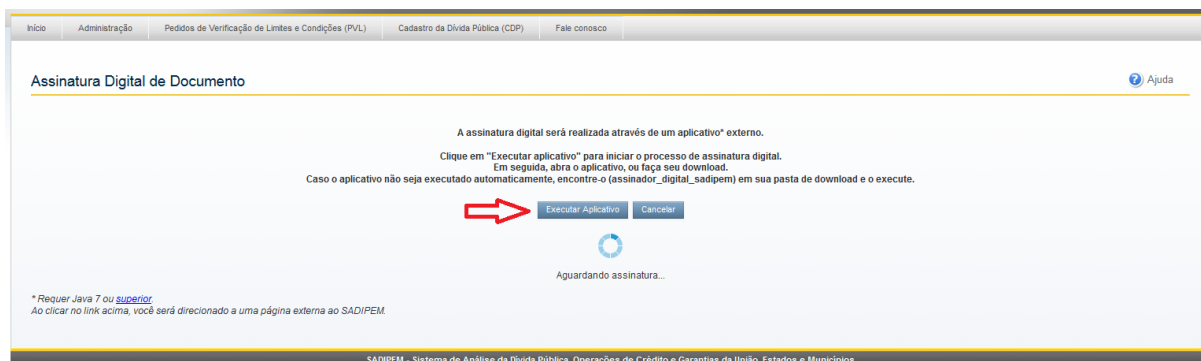 Início Administração Pedidos de Verificação de Limites e Condições (PVL) Cadastro da Dívida Pública (CDP) Fale conosco
Assinatura Digital de Documento
Ajuda
A assinatura digital será realizada através de um aplicativo* externo.
Clique em "Executar aplicativo" para iniciar o processo de assinatura digital.
Em seguida, abra o aplicativo, ou faça seu download.
Caso o aplicativo não seja executado automaticamente, encontre-o (assinador_digital_sadipem) em sua pasta de download e o execute.
Executar Aplicativo Cancelar
Aguardando assinatura...
* Requer Java 7 ou superior.
Ao clicar no link acima, você será direcionado a uma página externa ao SADIPEM.
SADIPEM - Sistema de Análise da Dívida Pública, Operações de Crédito e Garantias da União, Estados e Municípios